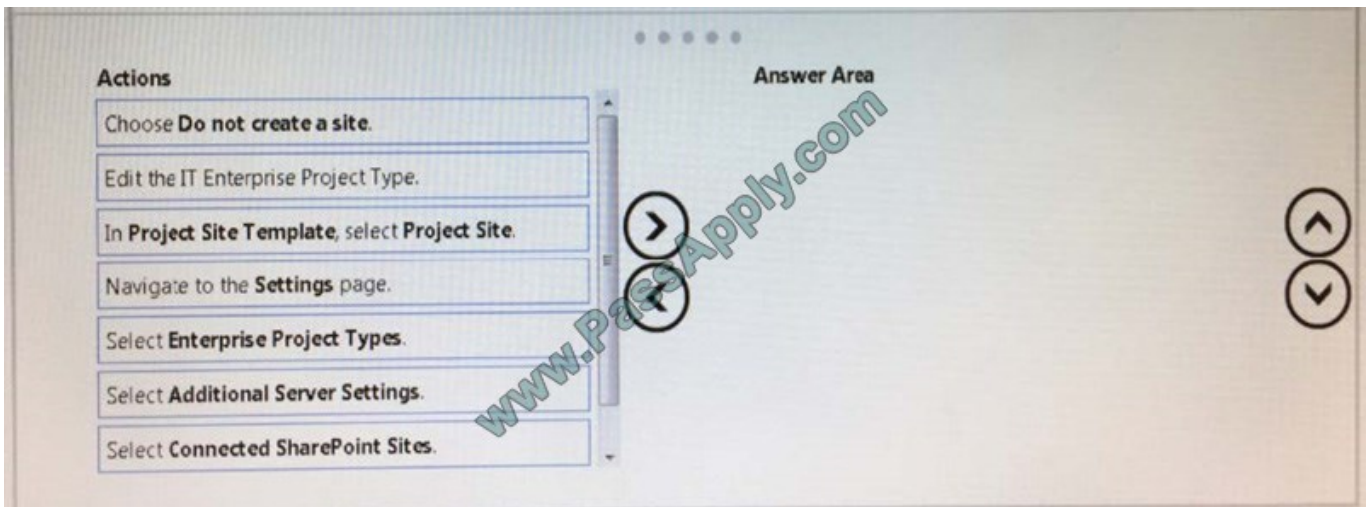 Actions
Answer Area
Choose Do not create a site.
Edit the IT Enterprise Project Type.
In Project Site Template, select Project Site.
Navigate to the Settings page.
Select Enterprise Project Types.
Select Additional Server Settings.
Select Connected SharePoint Sites.
www.PassApply.com